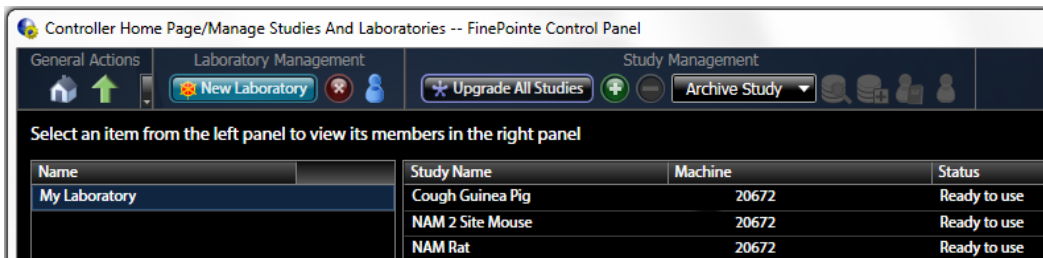 Controller Home Page/Manage Studies And Laboratories -- FinePointe Control Panel
General Actions Laboratory Management Study Management
New Laboratory Upgrade All Studies Archive Study
Select an item from the left panel to view its members in the right panel
Name Study Name Machine Status
My Laboratory Cough Guinea Pig 20672 Ready to use
NAM 2 Site Mouse 20672 Ready to use
NAM Rat 20672 Ready to use